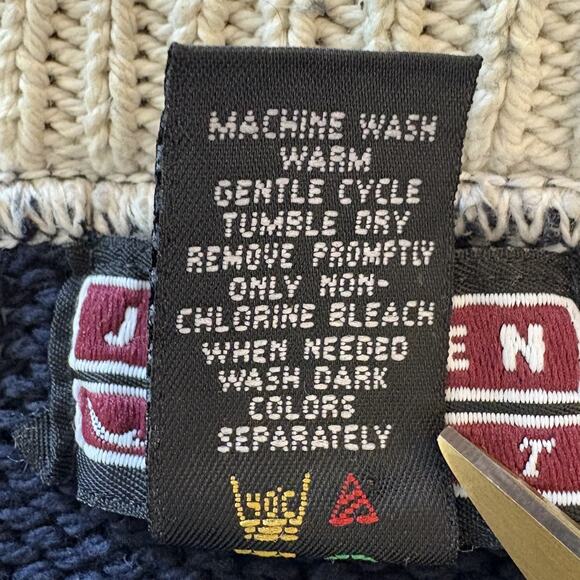 MACHINE WASH
WARM
GENTLE CYCLE
TUMBLE DRY
REMOVE PROMPTLY
ONLY NON-
CHLORINE BLEACH
WHEN NEEDED
WASH DARK
COLORS
SEPARATELY
40°C
J
E N
T